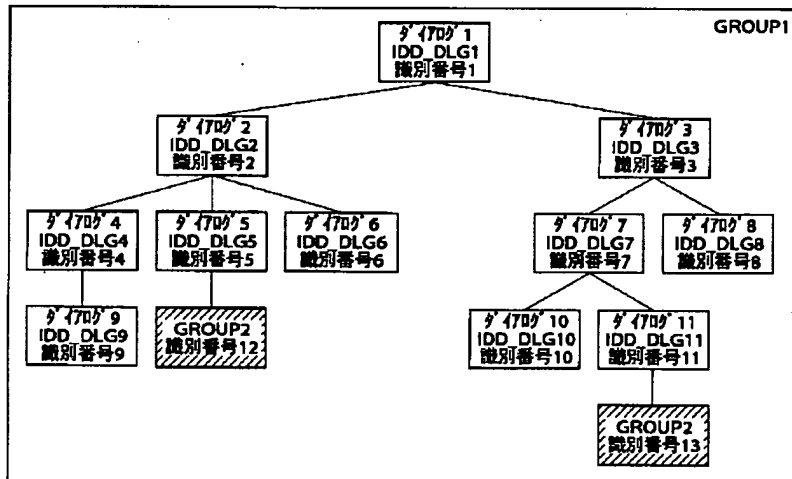 GROUP1
ﾀﾞｲｱﾛｸﾞ1
IDD_DLG1
識別番号1
ﾀﾞｲｱﾛｸﾞ2
IDD_DLG2
識別番号2
ﾀﾞｲｱﾛｸﾞ3
IDD_DLG3
識別番号3
ﾀﾞｲｱﾛｸﾞ4
IDD_DLG4
識別番号4
ﾀﾞｲｱﾛｸﾞ5
IDD_DLG5
識別番号5
ﾀﾞｲｱﾛｸﾞ6
IDD_DLG6
識別番号6
ﾀﾞｲｱﾛｸﾞ7
IDD_DLG7
識別番号7
ﾀﾞｲｱﾛｸﾞ8
IDD_DLG8
識別番号8
ﾀﾞｲｱﾛｸﾞ9
IDD_DLG9
識別番号9
GROUP2
識別番号12
ﾀﾞｲｱﾛｸﾞ10
IDD_DLG10
識別番号10
ﾀﾞｲｱﾛｸﾞ11
IDD_DLG11
識別番号11
GROUP2
識別番号13